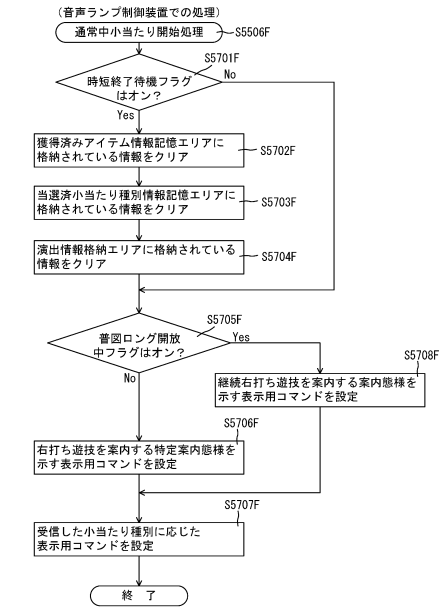 (音声ランプ制御装置での処理)
通常中小当たり開始処理
S5506F
S5701F
時短終了待機フラグ
はオン?
No
Yes
獲得済みアイテム情報記憶エリアに
格納されている情報をクリア
S5702F
当選済小当たり種別情報記憶エリアに
格納されている情報をクリア
S5703F
演出情報格納エリアに格納されている
情報をクリア
S5704F
S5705F
普図ロング開放
中フラグはオン?
Yes
No
S5708F
継続右打ち遊技を案内する案内態様を
示す表示用コマンドを設定
S5706F
右打ち遊技を案内する特定案内態様を
示す表示用コマンドを設定
S5707F
受信した小当たり種別に応じた
表示用コマンドを設定
終 了